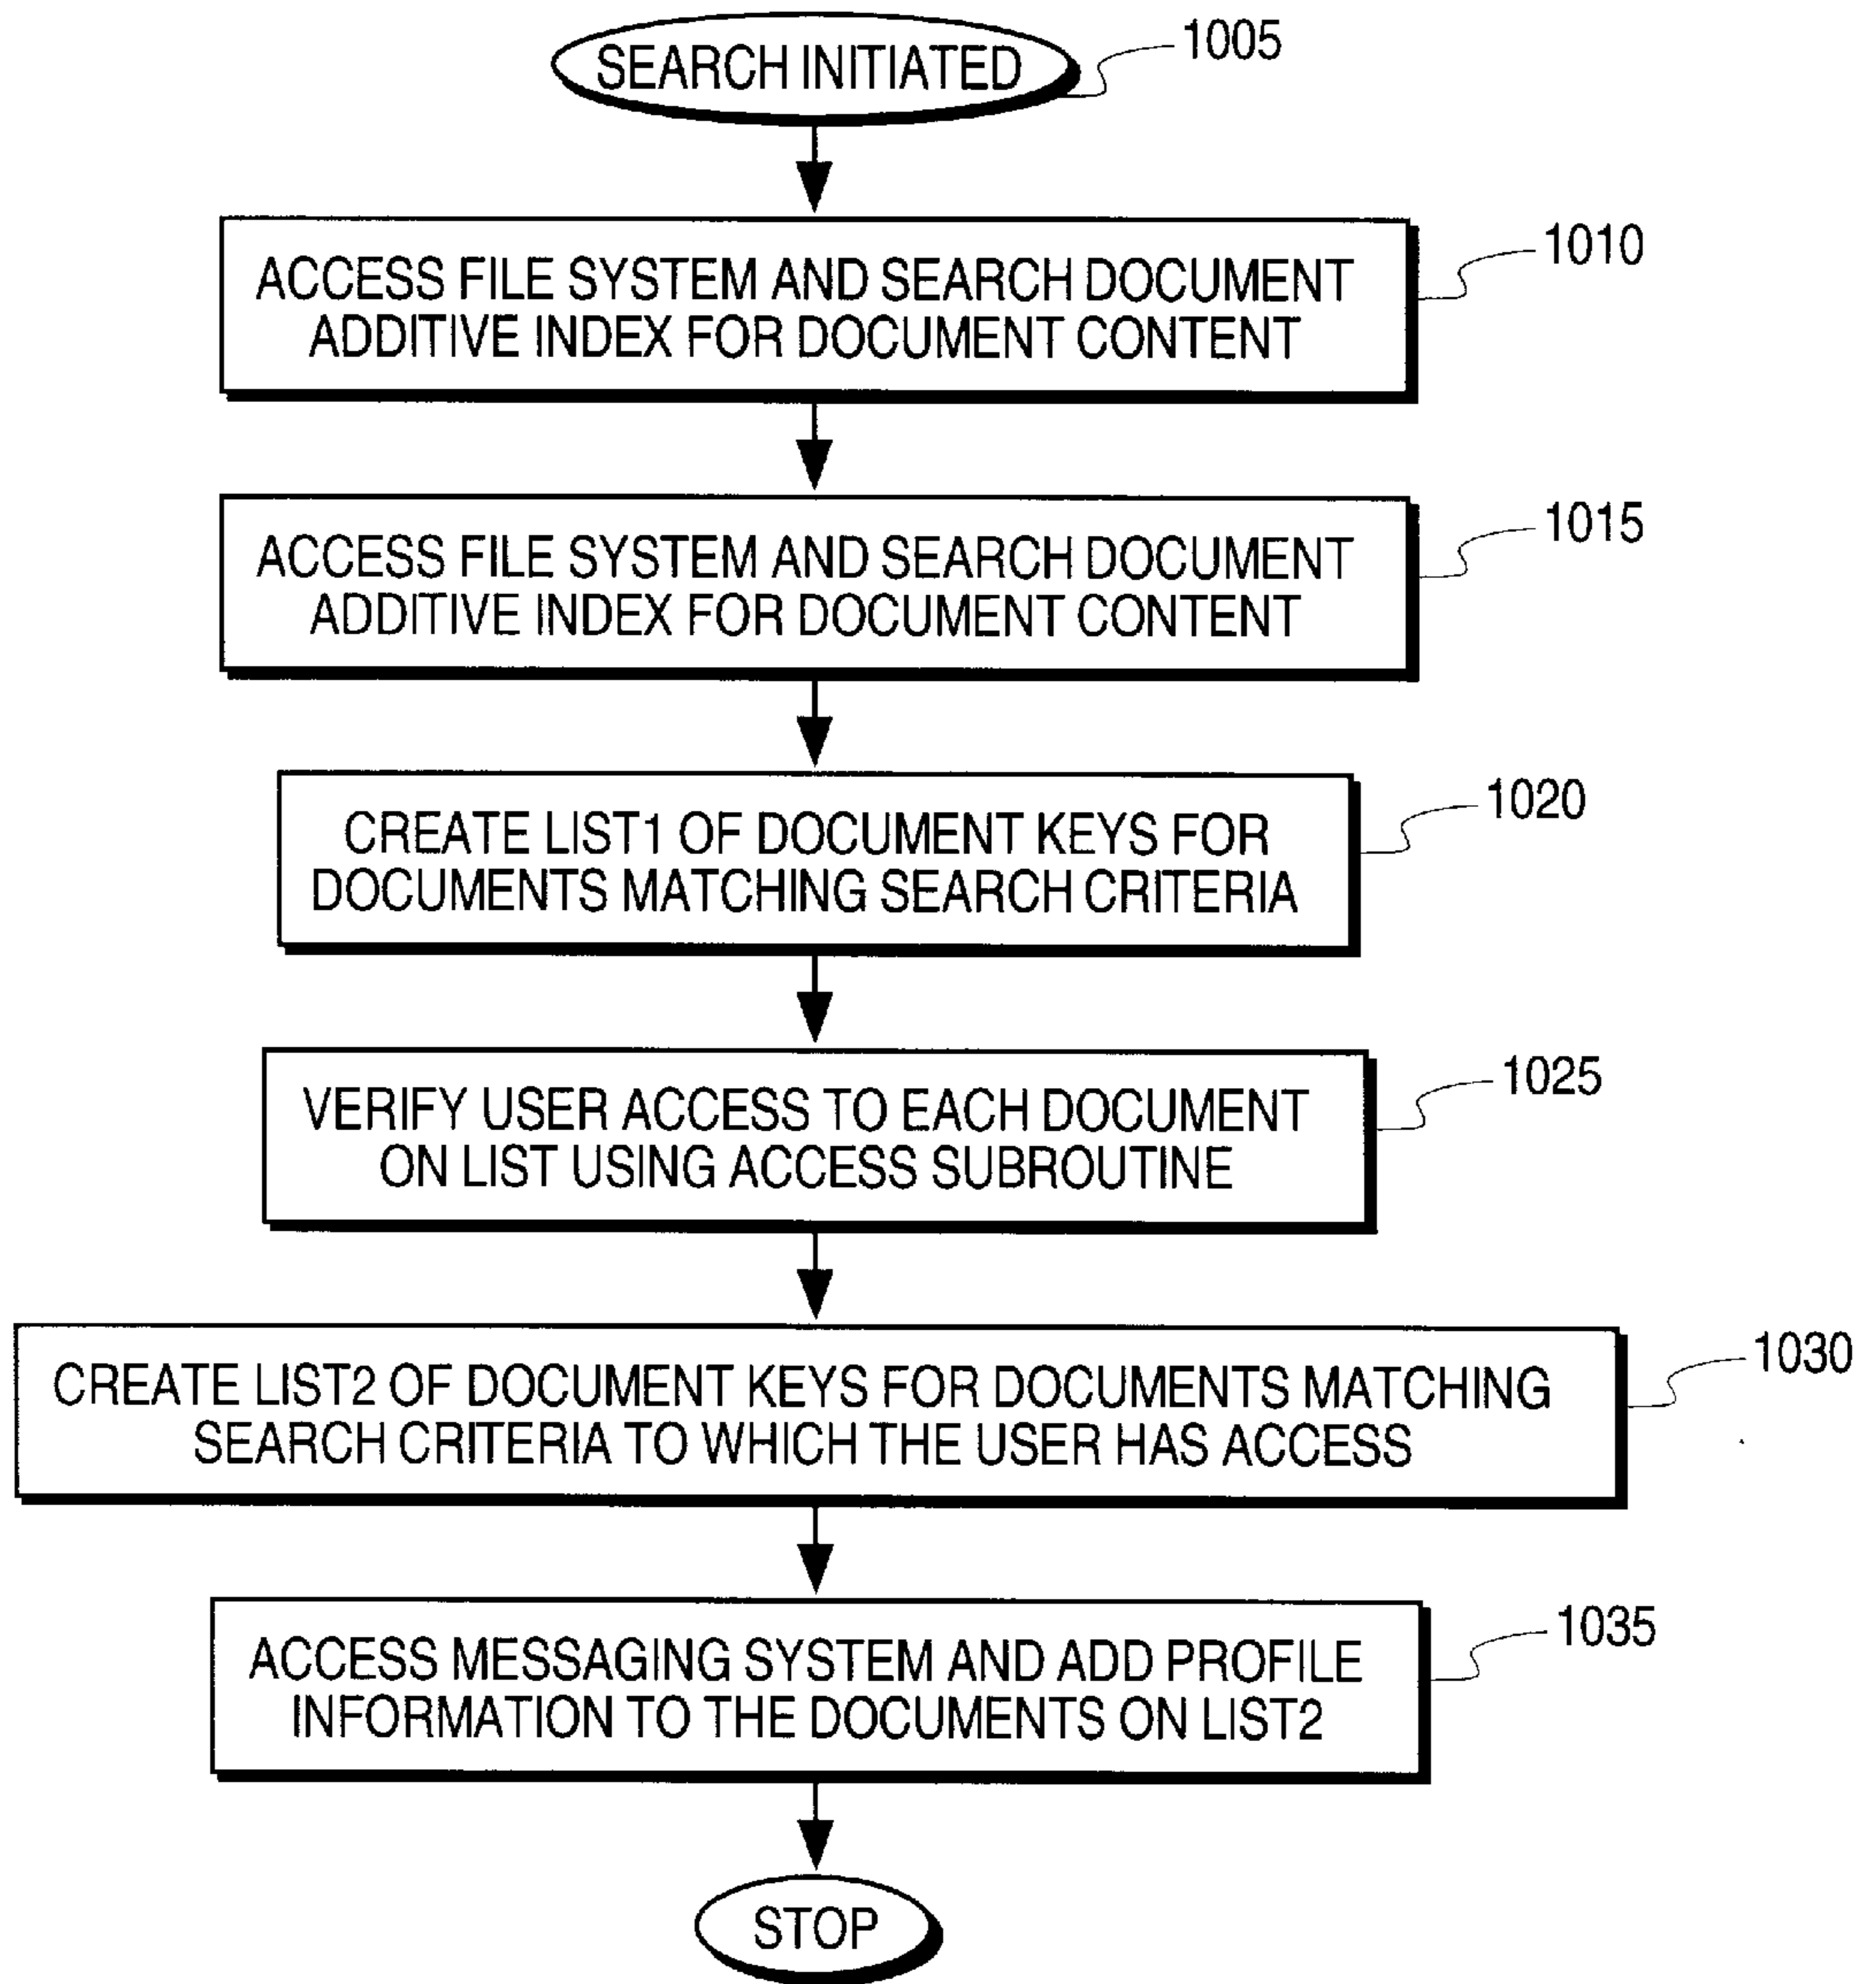 SEARCH INITIATED
1005
ACCESS FILE SYSTEM AND SEARCH DOCUMENT
ADDITIVE INDEX FOR DOCUMENT CONTENT
1010
ACCESS FILE SYSTEM AND SEARCH DOCUMENT
ADDITIVE INDEX FOR DOCUMENT CONTENT
1015
CREATE LIST1 OF DOCUMENT KEYS FOR
DOCUMENTS MATCHING SEARCH CRITERIA
1020
VERIFY USER ACCESS TO EACH DOCUMENT
ON LIST USING ACCESS SUBROUTINE
1025
CREATE LIST2 OF DOCUMENT KEYS FOR DOCUMENTS MATCHING
SEARCH CRITERIA TO WHICH THE USER HAS ACCESS
1030
ACCESS MESSAGING SYSTEM AND ADD PROFILE
INFORMATION TO THE DOCUMENTS ON LIST2
1035
STOP